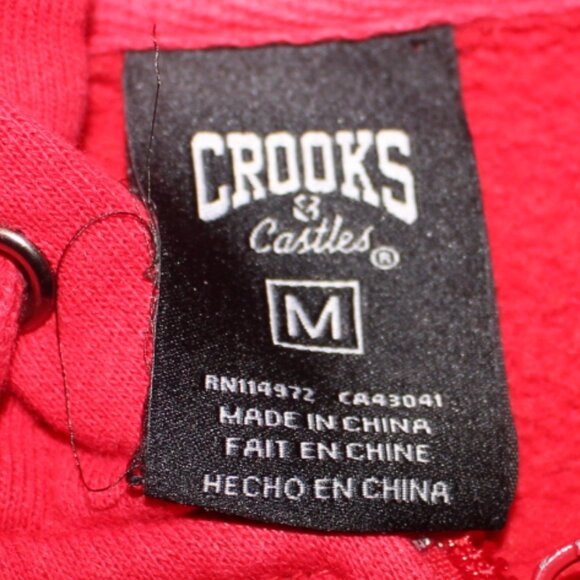 CROOKS
&
Castles®
M
RN114972 CA43041
MADE IN CHINA
FAIT EN CHINE
HECHO EN CHINA